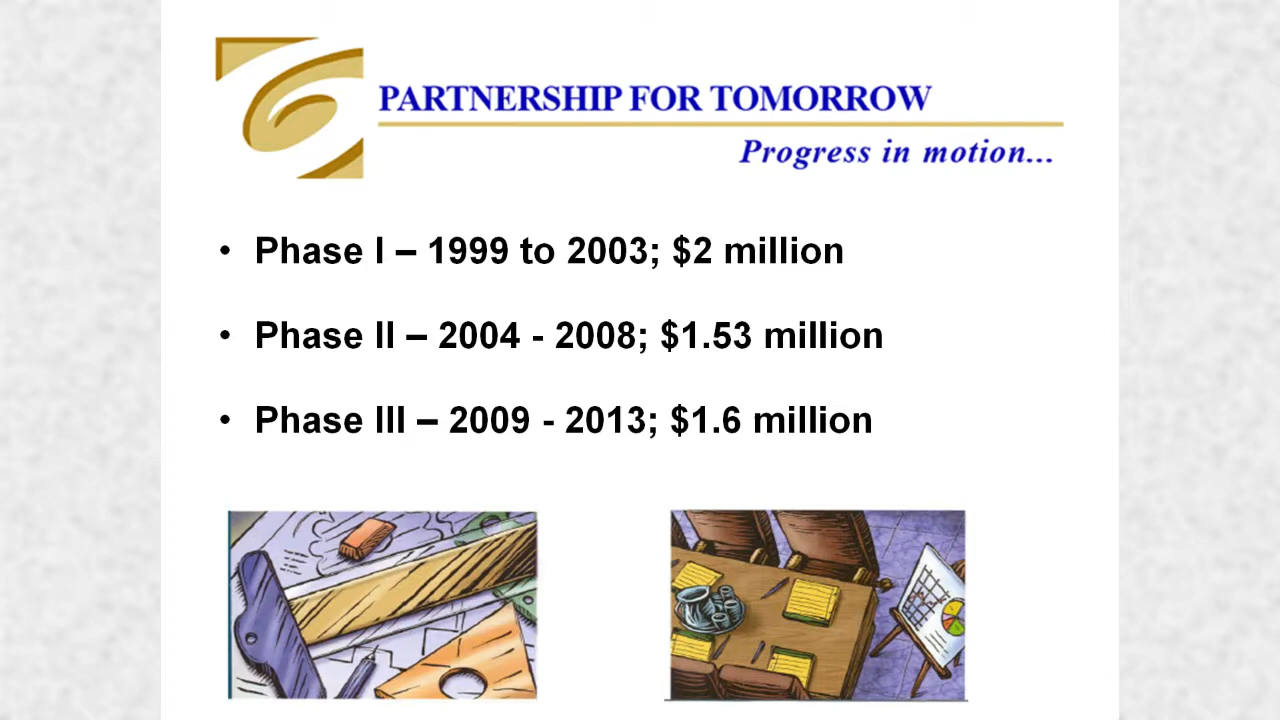 PARTNERSHIP FOR TOMORROW
Progress in motion...
• Phase I – 1999 to 2003; $2 million
• Phase II – 2004 - 2008; $1.53 million
• Phase III – 2009 - 2013; $1.6 million